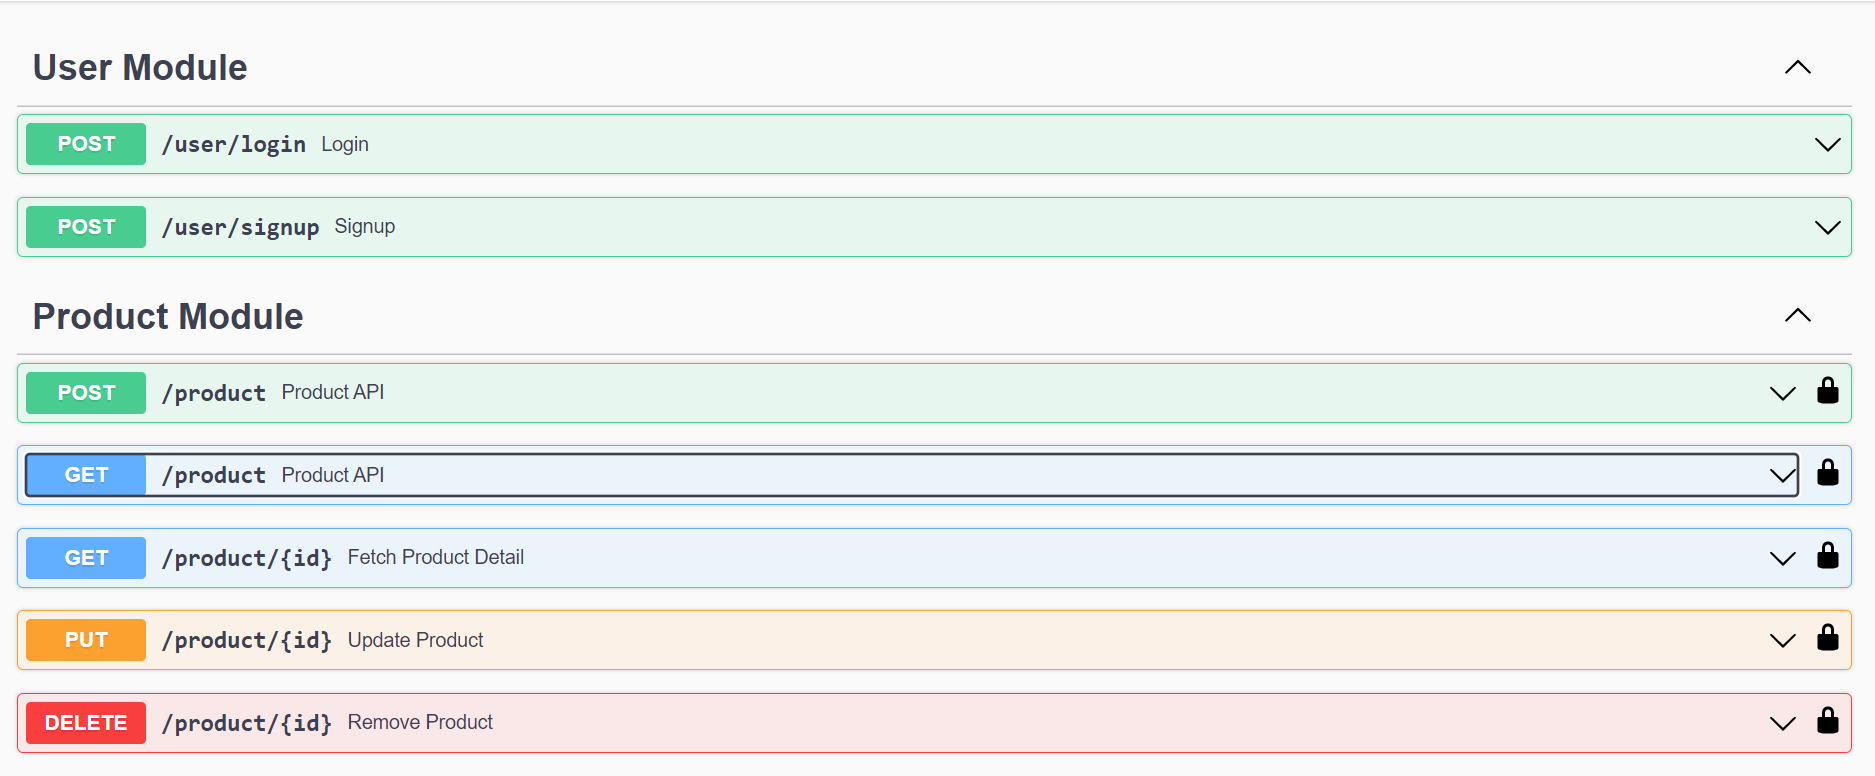 User Module
POST /user/login Login
POST /user/signup Signup
Product Module
POST /product Product API
GET /product Product API
GET /product/{id} Fetch Product Detail
PUT /product/{id} Update Product
DELETE /product/{id} Remove Product